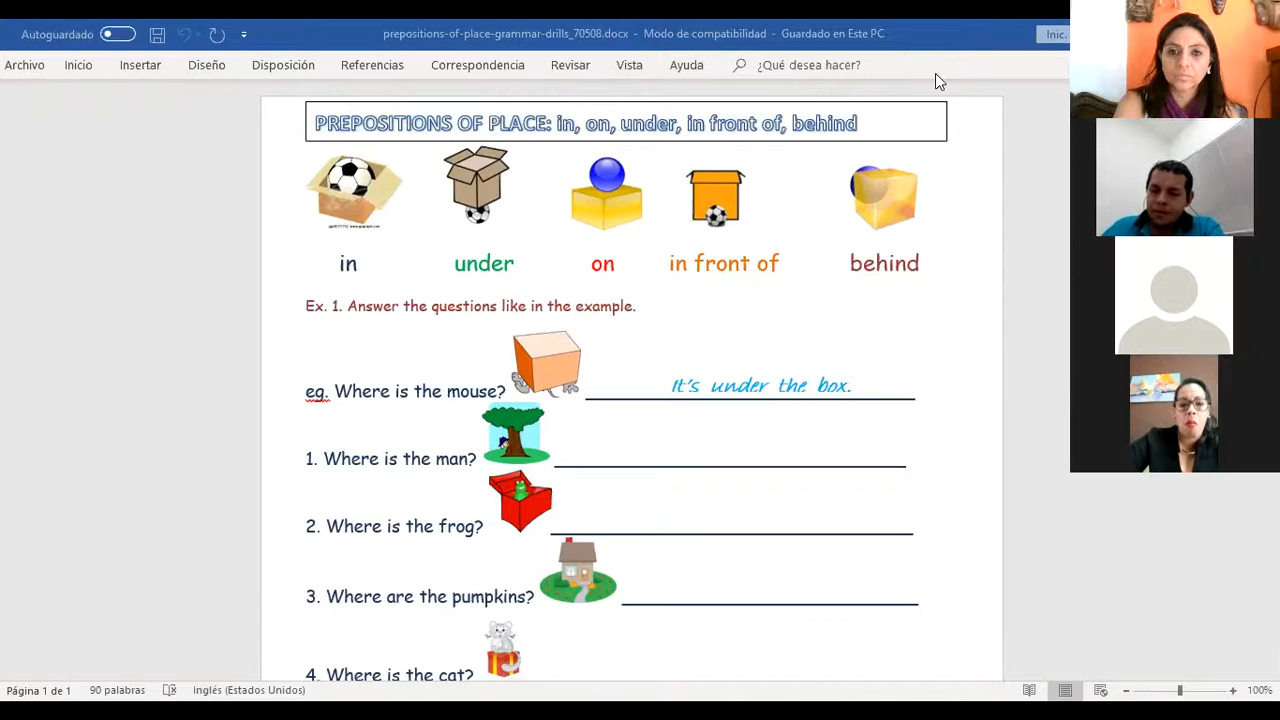 Autoguardado
prepositions-of-place-grammar-drills_70508.docx - Modo de compatibilidad - Guardado en Este PC
Inic.
Archivo Inicio Insertar Diseño Disposición Referencias Correspondencia Revisar Vista Ayuda ¿Qué desea hacer?
PREPOSITIONS OF PLACE: in, on, under, in front of, behind
in under on in front of behind
Ex. 1. Answer the questions like in the example.
eg. Where is the mouse? It's under the box.
1. Where is the man?
2. Where is the frog?
3. Where are the pumpkins?
4. Where is the cat?
Página 1 de 1 90 palabras Inglés (Estados Unidos) 100%